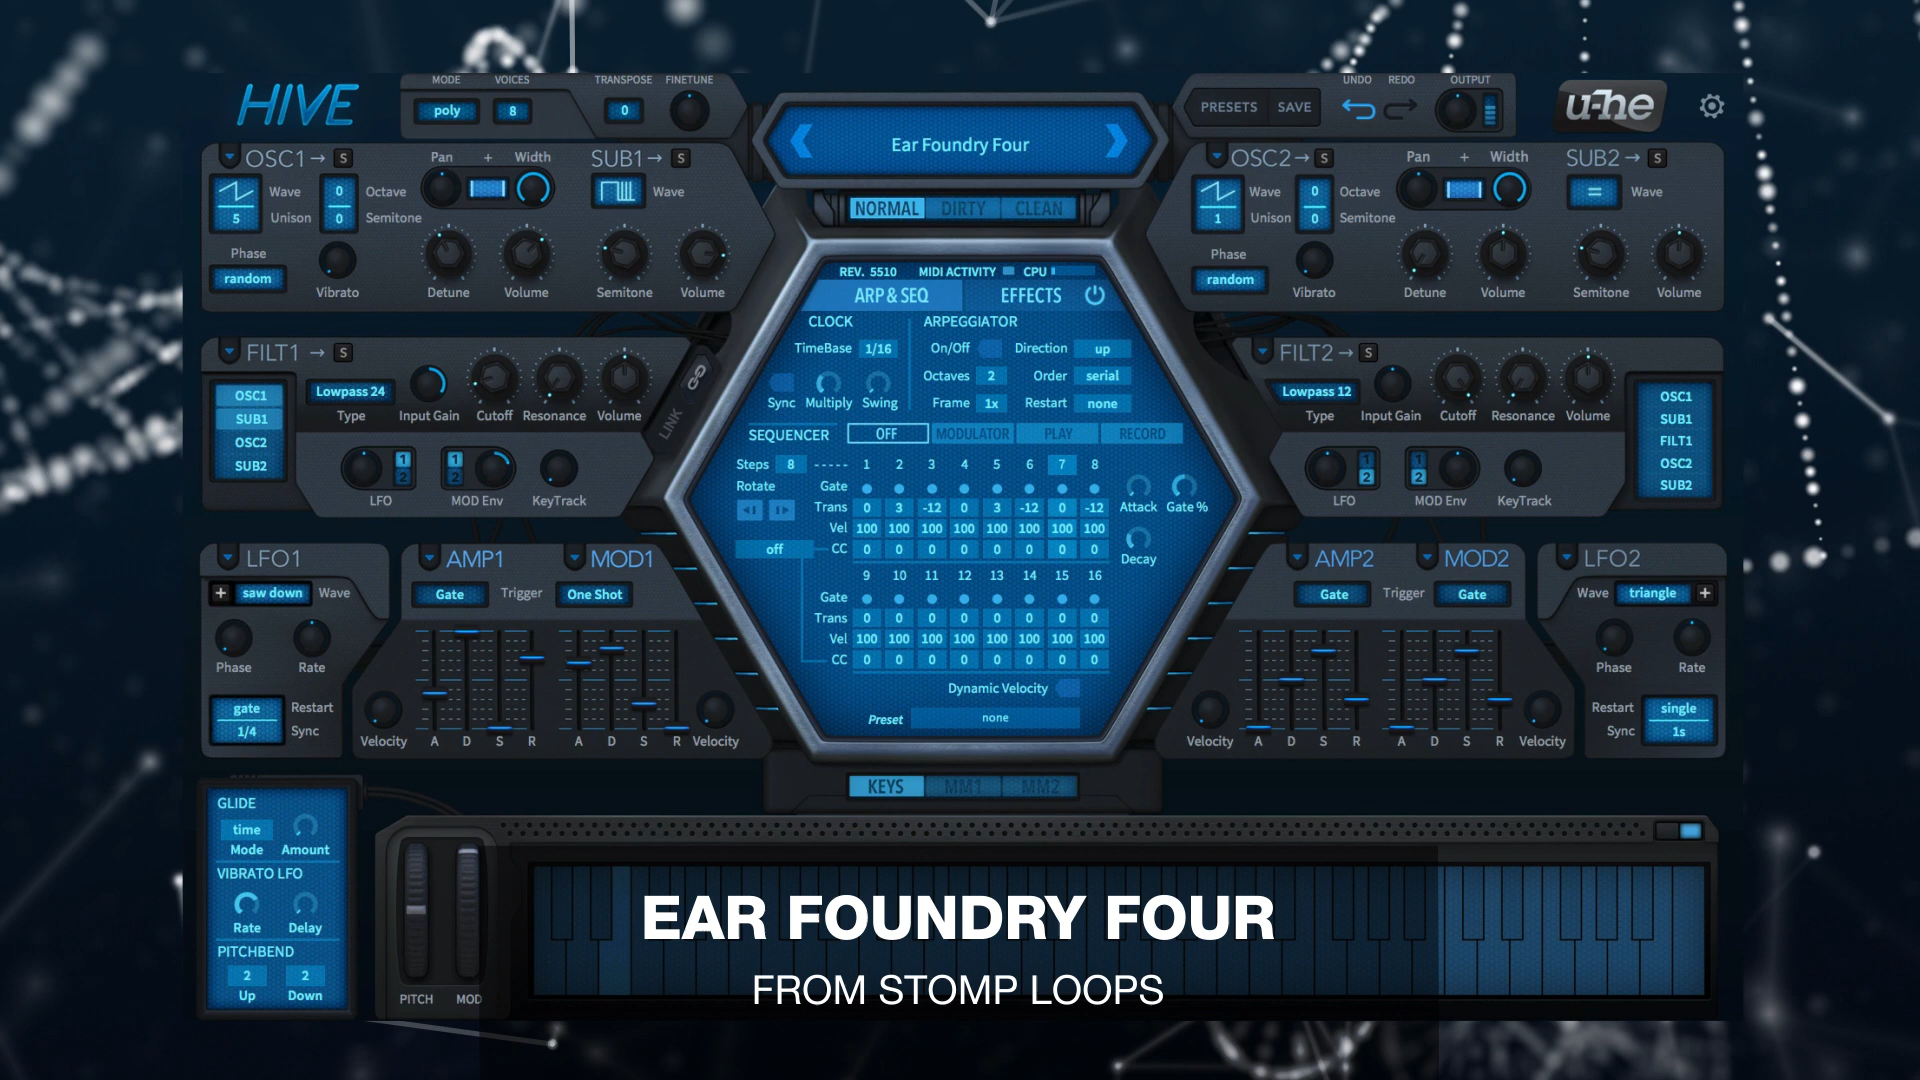 HIVE
MODE VOICES TRANSPOSE FINETUNE
poly 8 0
Ear Foundry Four
UNDO REDO OUTPUT
PRESETS SAVE
u-he
OSC1 → S
Pan + Width
SUB1 → S
Wave 0 Octave
5 Unison 0 Semitone
Wave
Phase
random
Vibrato Detune Volume Semitone Volume
NORMAL DIRTY CLEAN
OSC2 → S
Pan + Width
SUB2 → S
Wave 0 Octave
1 Unison 0 Semitone
= Wave
Phase
random
Vibrato Detune Volume Semitone Volume
REV. 5510 MIDI ACTIVITY CPU
ARP & SEQ EFFECTS
CLOCK ARPEGGIATOR
TimeBase 1/16 On/Off Direction up
Octaves 2 Order serial
Sync Multiply Swing Frame 1x Restart none
SEQUENCER OFF MODULATOR PLAY RECORD
Steps 8 ----- 1 2 3 4 5 6 7 8
Rotate Gate
Trans 0 3 -12 0 3 -12 0 -12 Attack Gate %
Vel 100 100 100 100 100 100 100 100
off CC 0 0 0 0 0 0 0 0
Decay
9 10 11 12 13 14 15 16
Gate
Trans 0 0 0 0 0 0 0 0
Vel 100 100 100 100 100 100 100 100
CC 0 0 0 0 0 0 0 0
Dynamic Velocity
Preset none
FILT1 → S
OSC1
SUB1
OSC2
SUB2
Lowpass 24
Type Input Gain Cutoff Resonance Volume
LINK
1 2 1 2
LFO MOD Env KeyTrack
FILT2 → S
Lowpass 12
Type Input Gain Cutoff Resonance Volume
OSC1
SUB1
FILT1
OSC2
SUB2
1 2 1 2
LFO MOD Env KeyTrack
LFO1
+ saw down Wave
Phase Rate
gate Restart
1/4 Sync
AMP1 MOD1
Gate Trigger One Shot
Velocity A D S R A D S R Velocity
AMP2 MOD2
Gate Trigger Gate
Velocity A D S R A D S R Velocity
LFO2
Wave triangle +
Phase Rate
Restart single
Sync 1s
KEYS MM1 MM2
GLIDE
time
Mode Amount
VIBRATO LFO
Rate Delay
PITCHBEND
2 2
Up Down
PITCH MOD
EAR FOUNDRY FOUR
FROM STOMP LOOPS